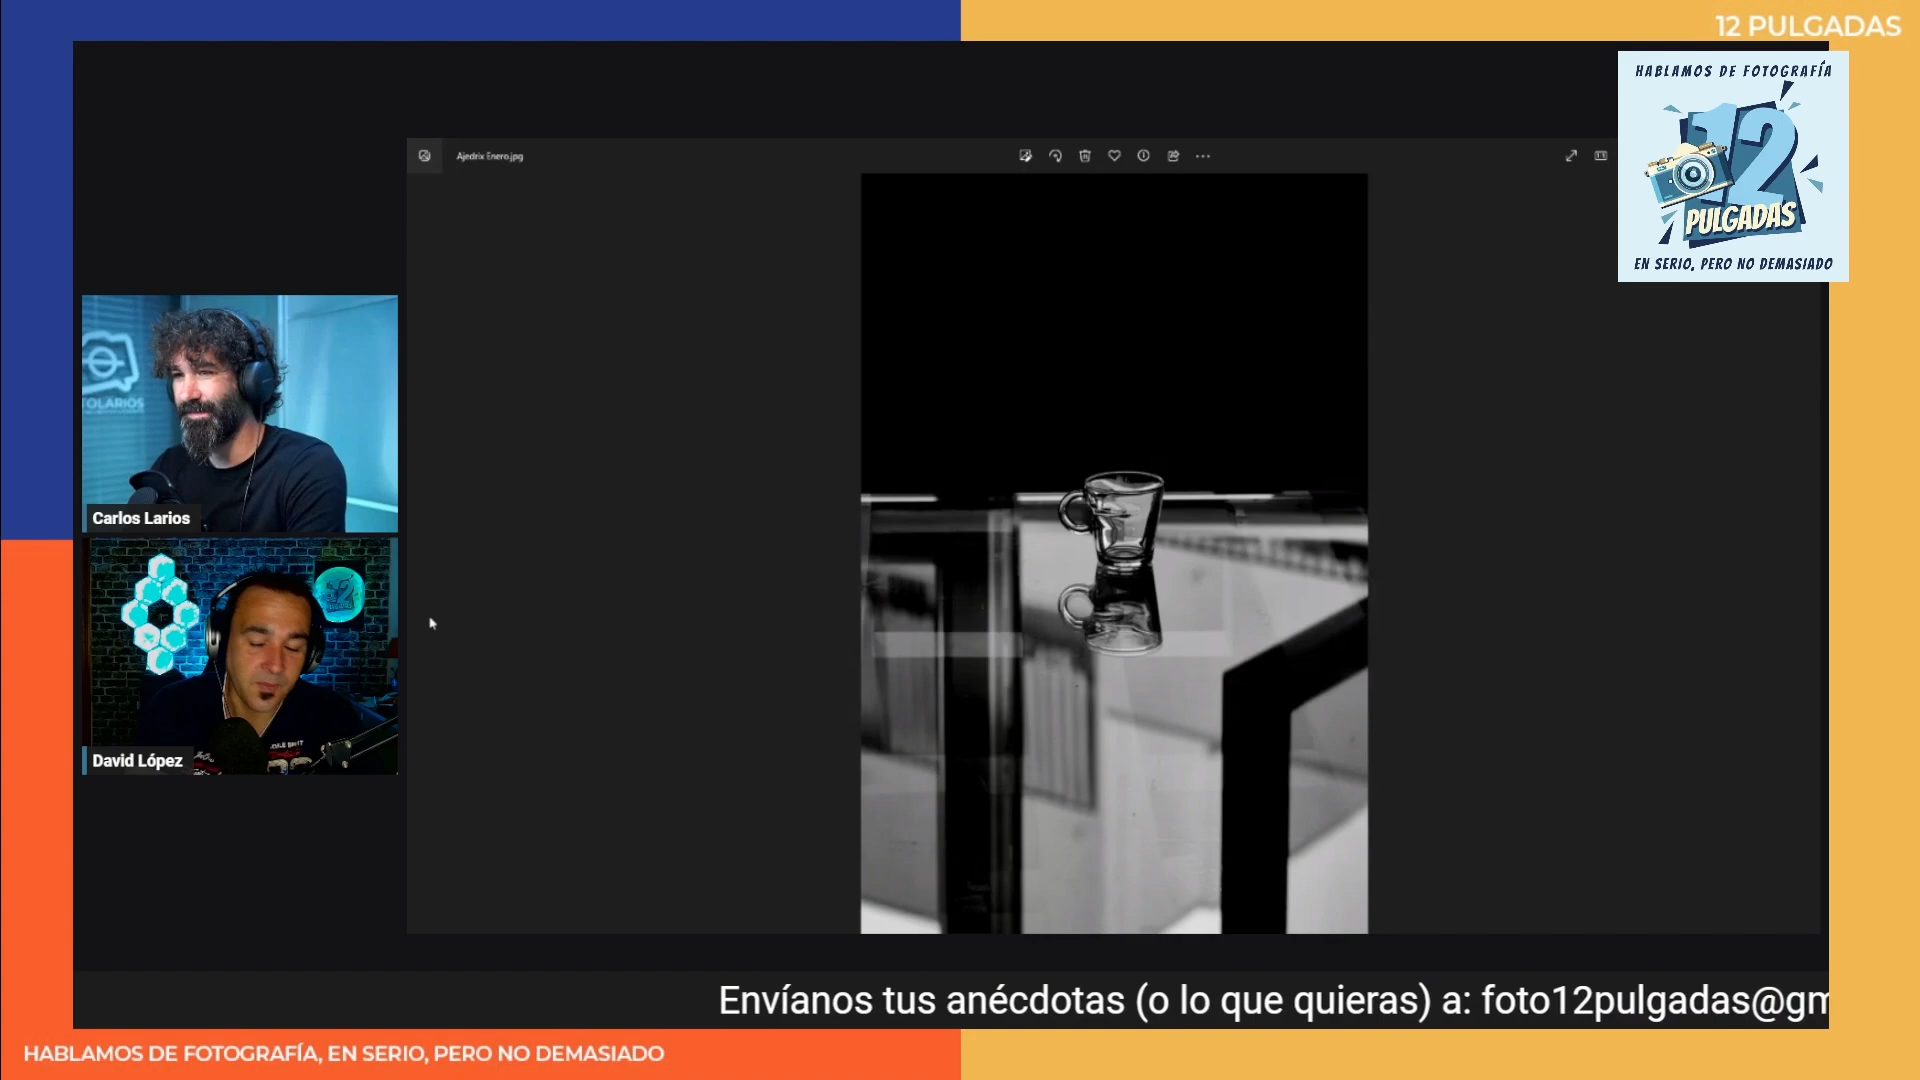 12 PULGADAS
HABLAMOS DE FOTOGRAFÍA
12
PULGADAS
EN SERIO, PERO NO DEMASIADO
Ajedrix Enero.jpg
TOLARIOS
Carlos Larios
David López
Envíanos tus anécdotas (o lo que quieras) a: foto12pulgadas@gm
HABLAMOS DE FOTOGRAFÍA, EN SERIO, PERO NO DEMASIADO